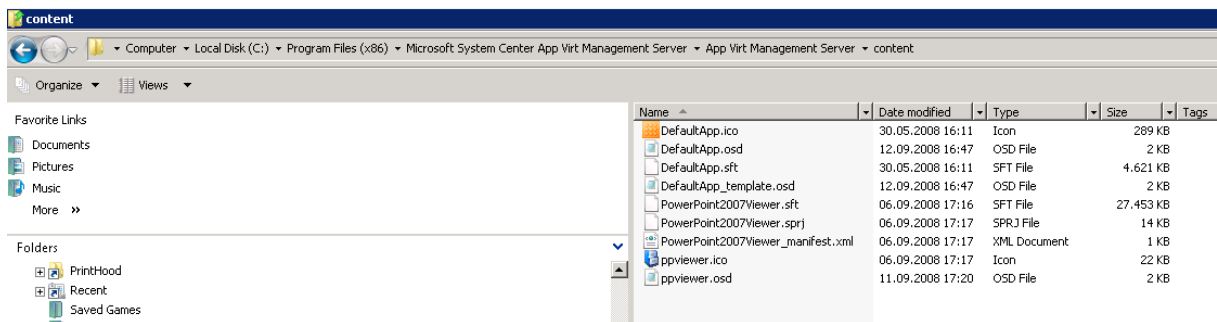 content
Computer Local Disk (C:) Program Files (x86) Microsoft System Center App Virt Management Server App Virt Management Server content
Organize Views
Favorite Links
Documents
Pictures
Music
More >>
Folders
PrintHood
Recent
Saved Games
Name Date modified Type Size Tags
DefaultApp.ico 30.05.2008 16:11 Icon 289 KB
DefaultApp.osd 12.09.2008 16:47 OSD File 2 KB
DefaultApp.sft 30.05.2008 16:11 SFT File 4.621 KB
DefaultApp_template.osd 12.09.2008 16:47 OSD File 2 KB
PowerPoint2007Viewer.sft 06.09.2008 17:16 SFT File 27.453 KB
PowerPoint2007Viewer.sprj 06.09.2008 17:17 SPRJ File 14 KB
PowerPoint2007Viewer_manifest.xml 06.09.2008 17:17 XML Document 1 KB
ppviewer.ico 06.09.2008 17:17 Icon 22 KB
ppviewer.osd 11.09.2008 17:20 OSD File 2 KB